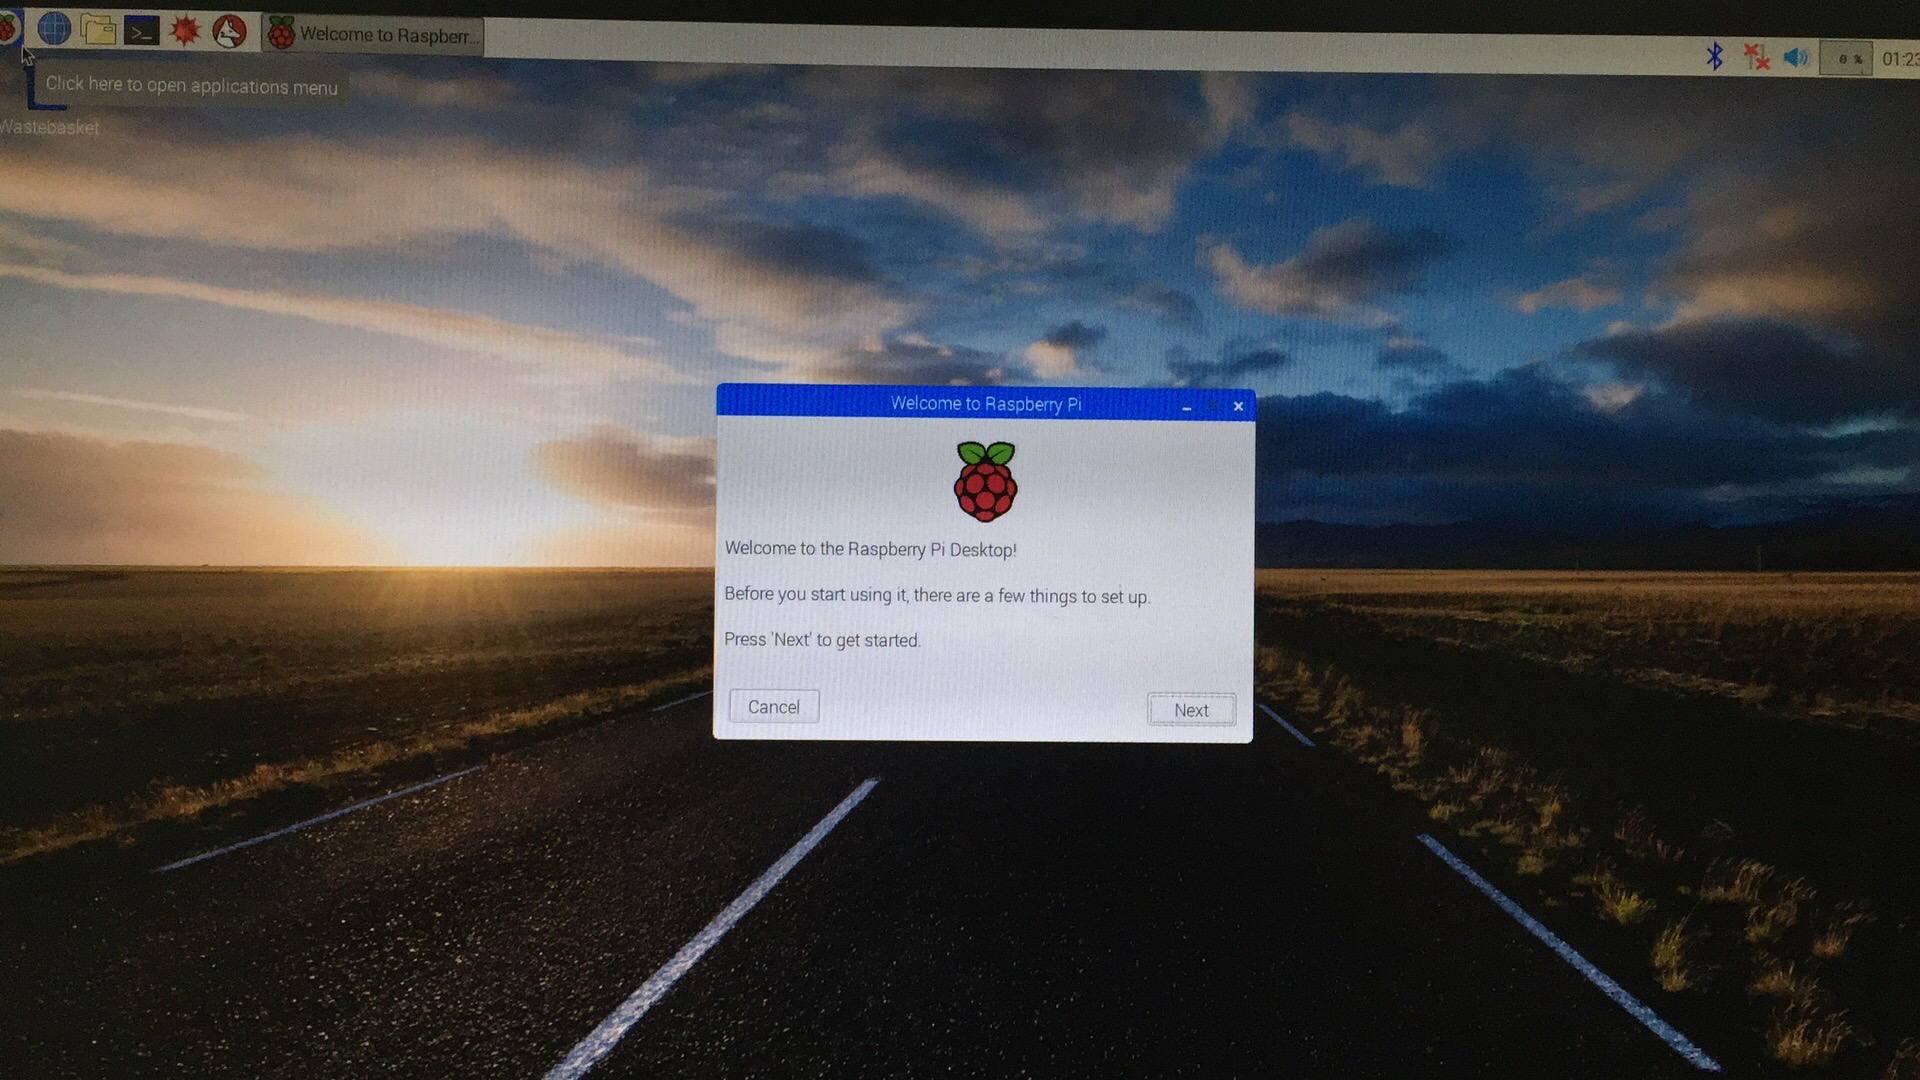 Welcome to Raspberr...
0 %
01:23
Click here to open applications menu
Wastebasket
Welcome to Raspberry Pi
Welcome to the Raspberry Pi Desktop!
Before you start using it, there are a few things to set up.
Press 'Next' to get started.
Cancel
Next